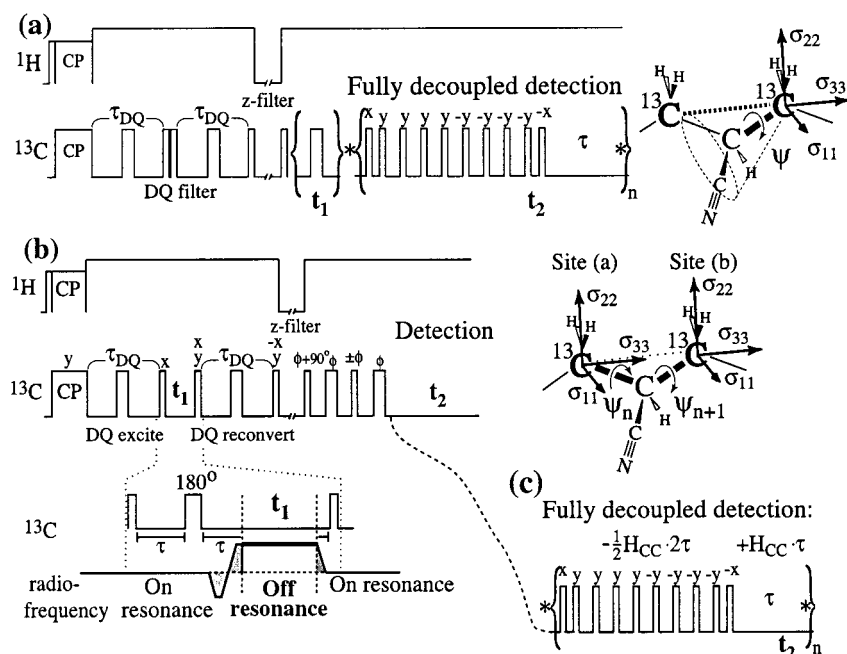 (a)
¹H CP
z-filter
Fully decoupled detection
τDQ τDQ
x y y y y -y -y -y -y -x
¹³C CP { } * { τ * }n
DQ filter
t₁ t₂
σ22
H H
H H
¹³C ¹³C σ33
C H
ψ σ11
C
N
(b)
¹H CP
z-filter
Detection
y τDQ x x y τDQ -x y ϕ+90° ϕ ±ϕ ϕ
¹³C CP t₁ t₂
DQ excite DQ reconvert
180°
¹³C t₁
τ τ
radio-
frequency
On
resonance
Off
resonance
On resonance
Site (a) Site (b)
σ22 σ22
H H H H
¹³C σ33 ¹³C σ33
σ11 C σ11
ψn H ψn+1
C
N
(c)
Fully decoupled detection:
-½HCC·2τ +HCC·τ
x y y y y -y -y -y -y -x
* { τ * }n
t₂